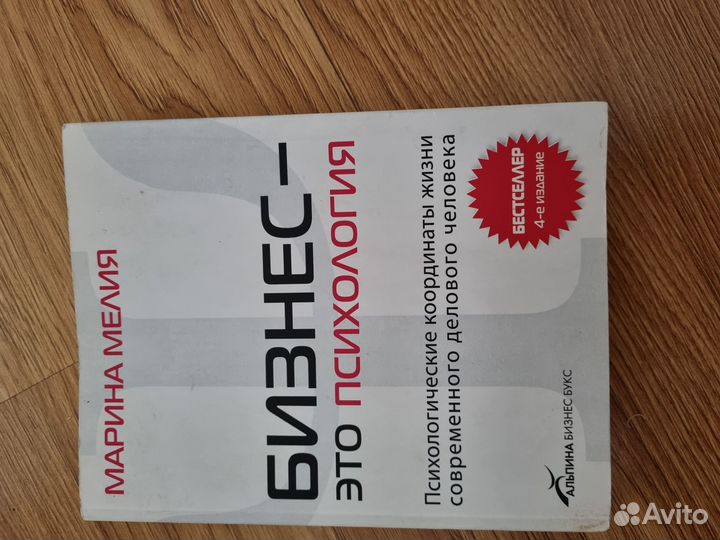 МАРИНА МЕЛИЯ
БИЗНЕС –
ЭТО ПСИХОЛОГИЯ
Психологические координаты жизни
современного делового человека
БЕСТСЕЛЛЕР
4-е издание
АЛЬПИНА БИЗНЕС БУКС
Avito